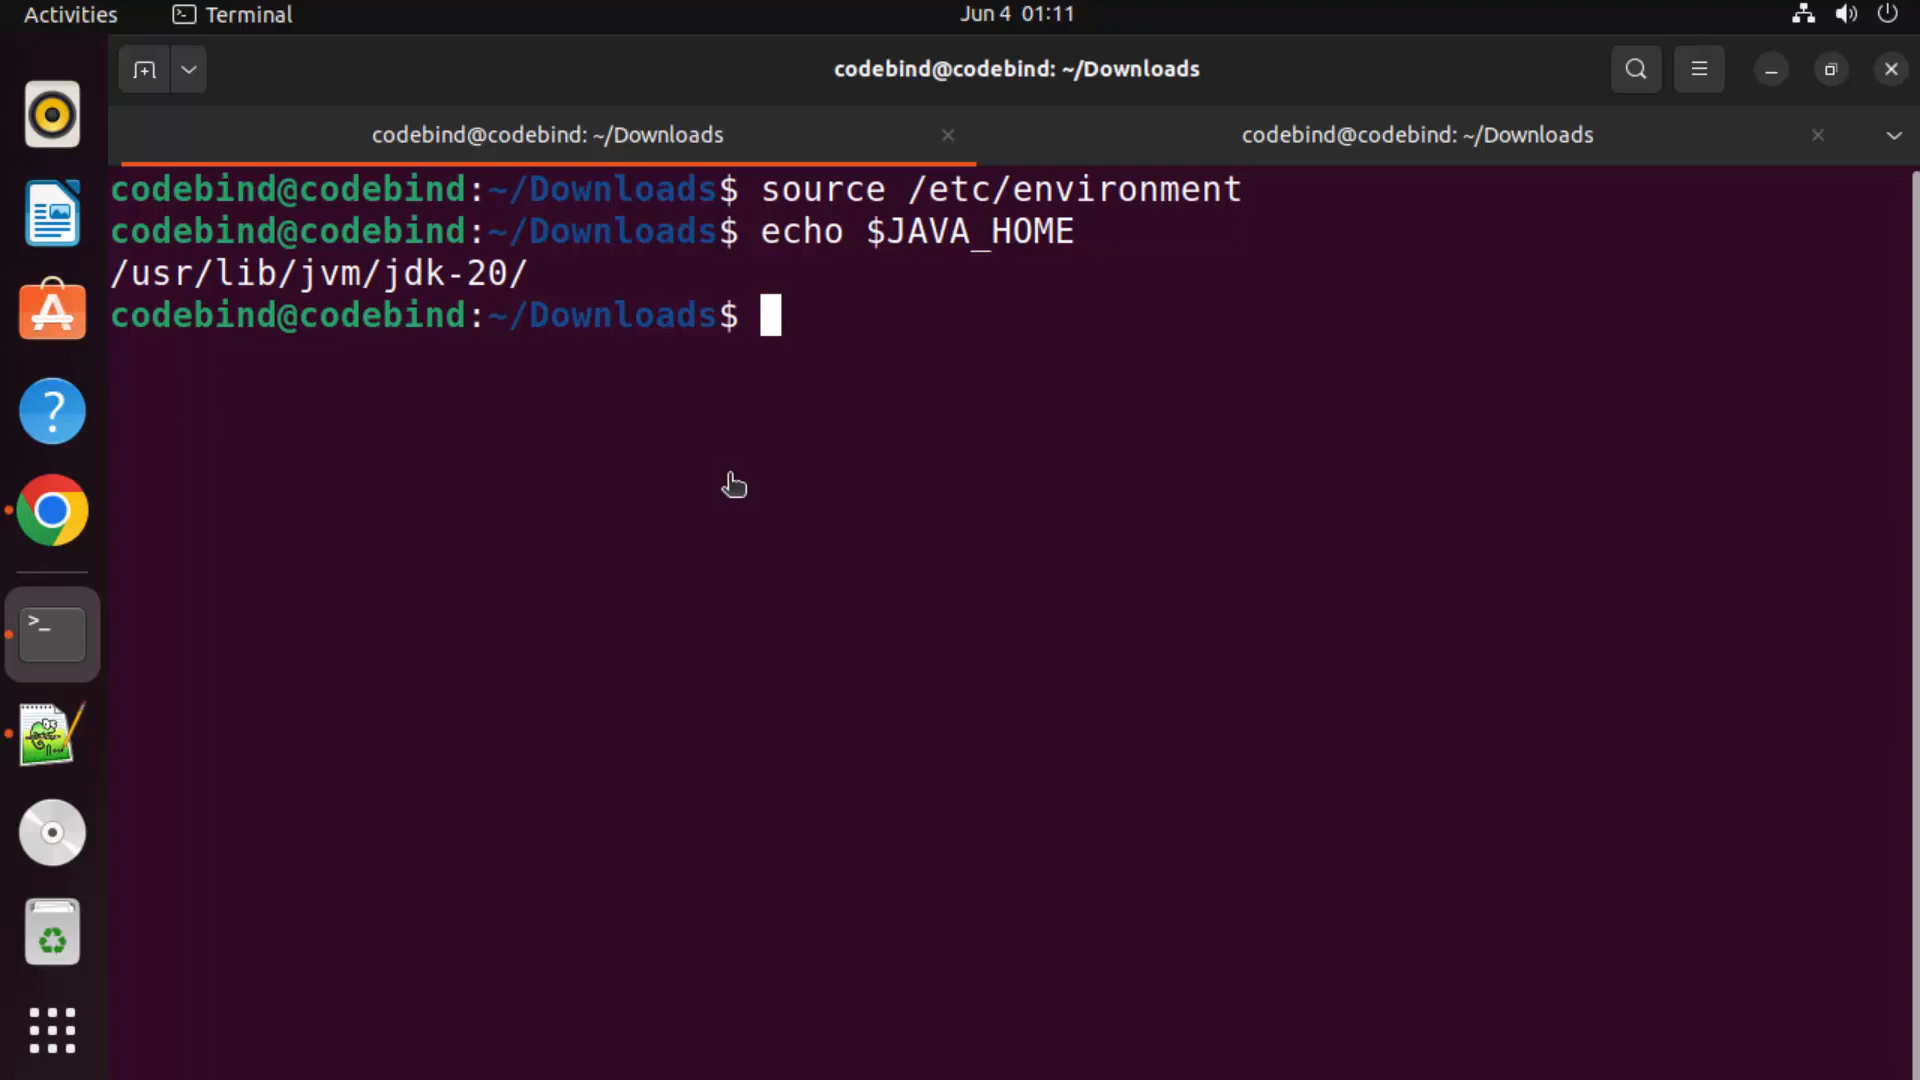 Activities Terminal Jun 4 01:11
codebind@codebind: ~/Downloads
codebind@codebind: ~/Downloads codebind@codebind: ~/Downloads
codebind@codebind:~/Downloads$ source /etc/environment
codebind@codebind:~/Downloads$ echo $JAVA_HOME
/usr/lib/jvm/jdk-20/
codebind@codebind:~/Downloads$